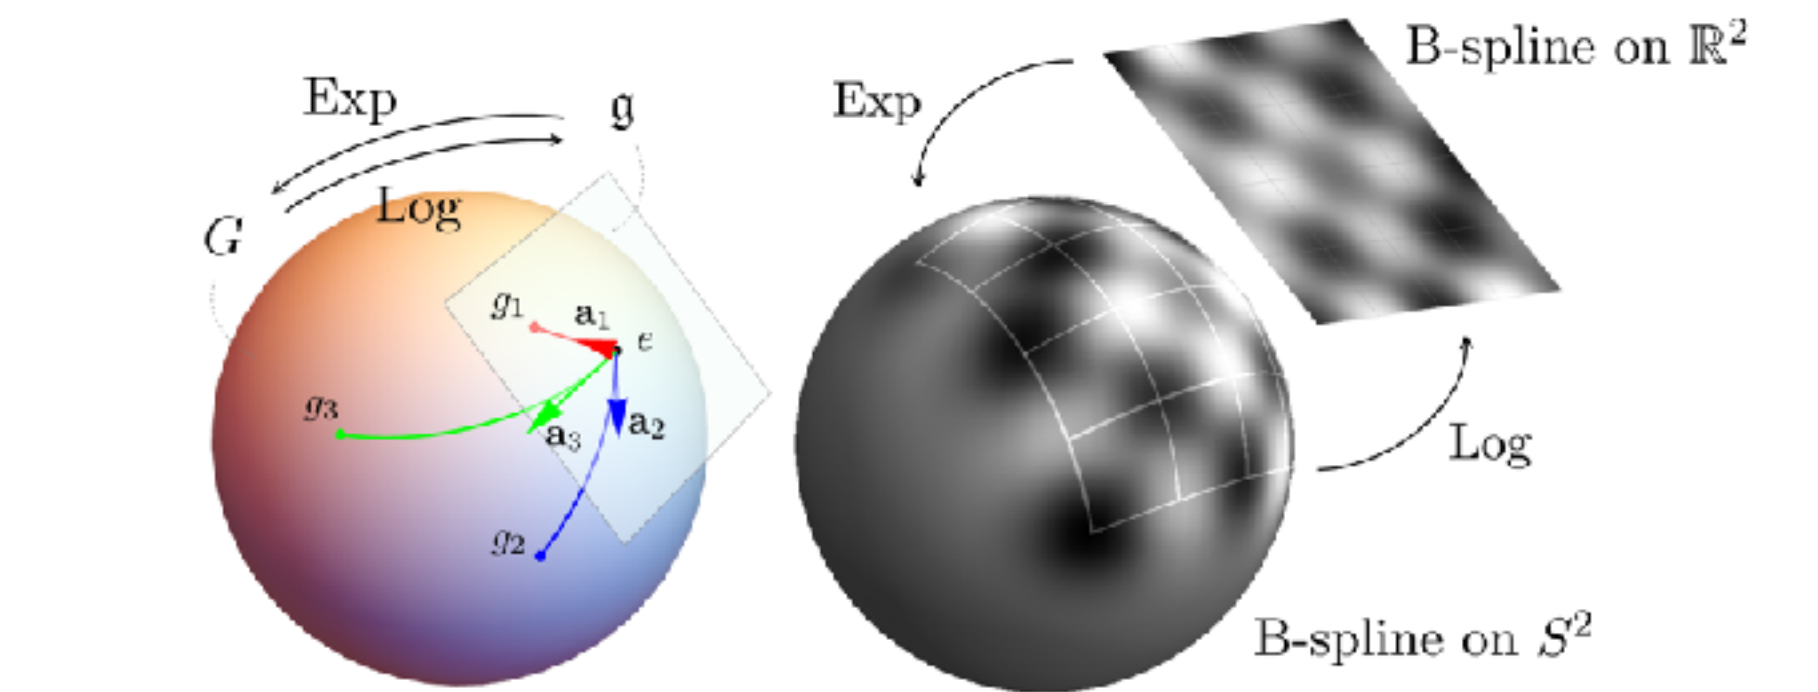 Exp
𝔤
Log
G
g₁
a₁
e
g₃
a₃
a₂
g₂
B-spline on ℝ²
Exp
Log
B-spline on S²